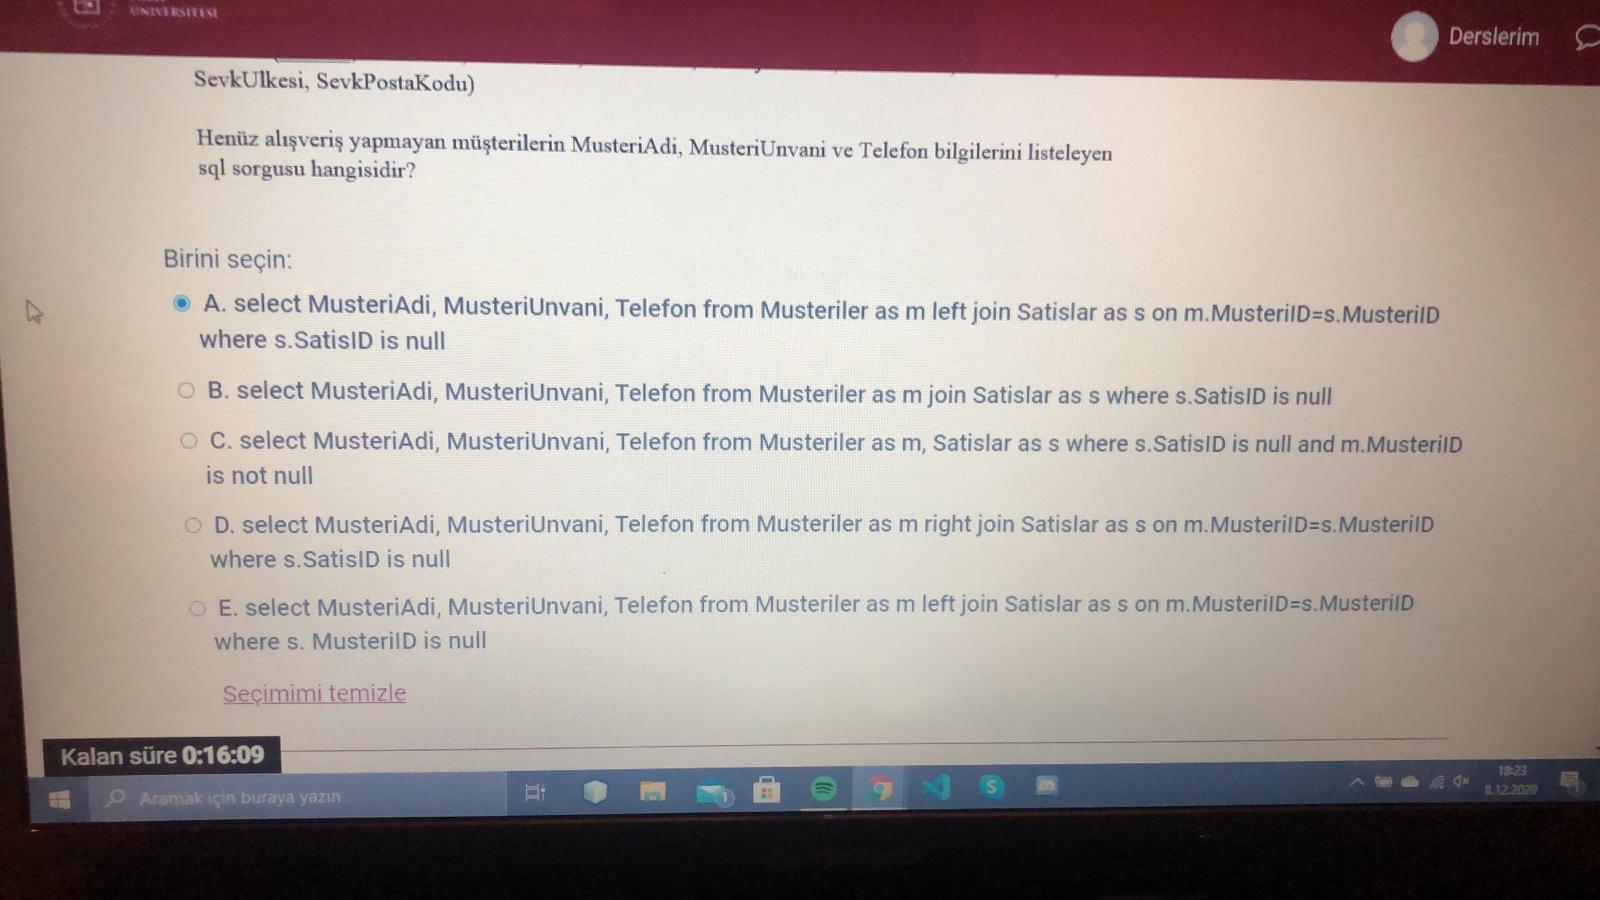 ÜNİVERSİTESİ
Derslerim
SevkUlkesi, SevkPostaKodu)
Henüz alışveriş yapmayan müşterilerin MusteriAdi, MusteriUnvani ve Telefon bilgilerini listeleyen
sql sorgusu hangisidir?
Birini seçin:
A. select MusteriAdi, MusteriUnvani, Telefon from Musteriler as m left join Satislar as s on m.MusteriID=s.MusteriID
where s.SatisID is null
B. select MusteriAdi, MusteriUnvani, Telefon from Musteriler as m join Satislar as s where s.SatisID is null
C. select MusteriAdi, MusteriUnvani, Telefon from Musteriler as m, Satislar as s where s.SatisID is null and m.MusteriID
is not null
D. select MusteriAdi, MusteriUnvani, Telefon from Musteriler as m right join Satislar as s on m.MusteriID=s.MusteriID
where s.SatisID is null
E. select MusteriAdi, MusteriUnvani, Telefon from Musteriler as m left join Satislar as s on m.MusteriID=s.MusteriID
where s. MusteriID is null
Seçimimi temizle
Kalan süre 0:16:09
Aramak için buraya yazın
1
18:23
8.12.2020